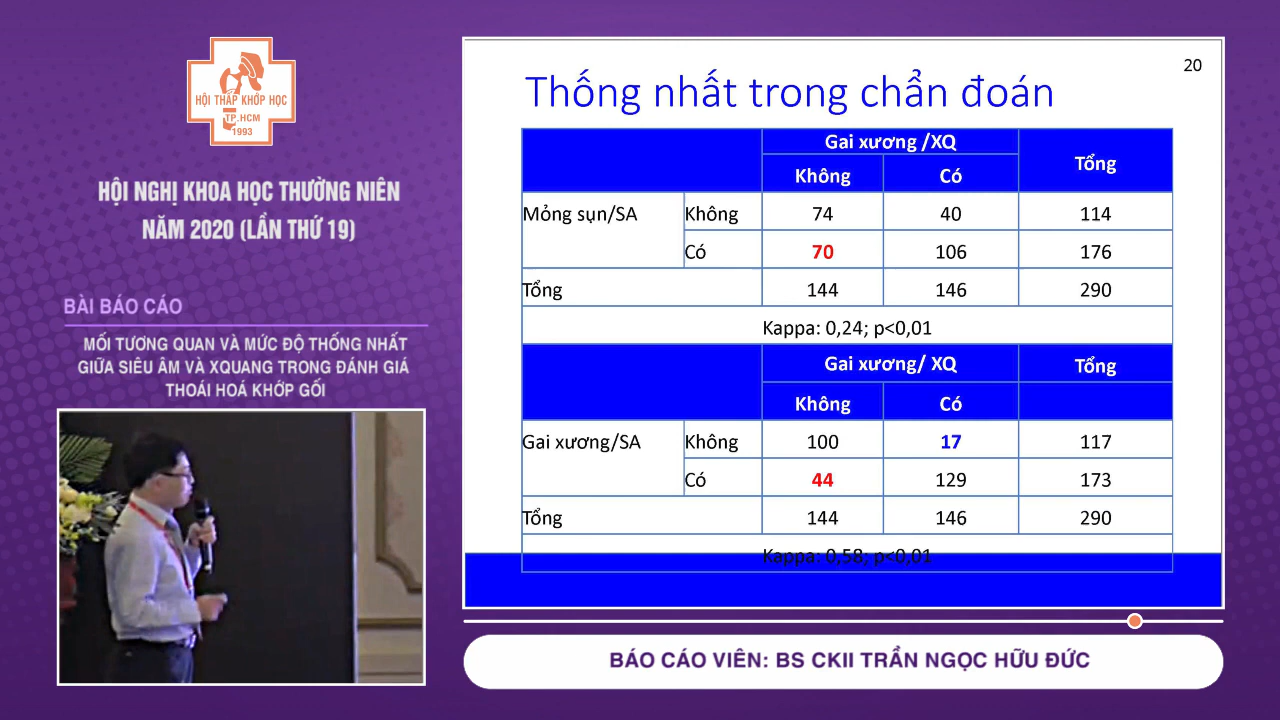 HỘI THẤP KHỚP HỌC
TP.HCM
1993
HỘI NGHỊ KHOA HỌC THƯỜNG NIÊN
NĂM 2020 (LẦN THỨ 19)
BÀI BÁO CÁO
MỐI TƯƠNG QUAN VÀ MỨC ĐỘ THỐNG NHẤT
GIỮA SIÊU ÂM VÀ XQUANG TRONG ĐÁNH GIÁ
THOÁI HOÁ KHỚP GỐI
20
Thống nhất trong chẩn đoán
Gai xương /XQ
Tổng
Không Có
Mỏng sụn/SA Không 74 40 114
Có 70 106 176
Tổng 144 146 290
Kappa: 0,24; p<0,01
Gai xương/ XQ Tổng
Không Có
Gai xương/SA Không 100 17 117
Có 44 129 173
Tổng 144 146 290
Kappa: 0,58; p<0,01
BÁO CÁO VIÊN: BS CKII TRẦN NGỌC HỮU ĐỨC